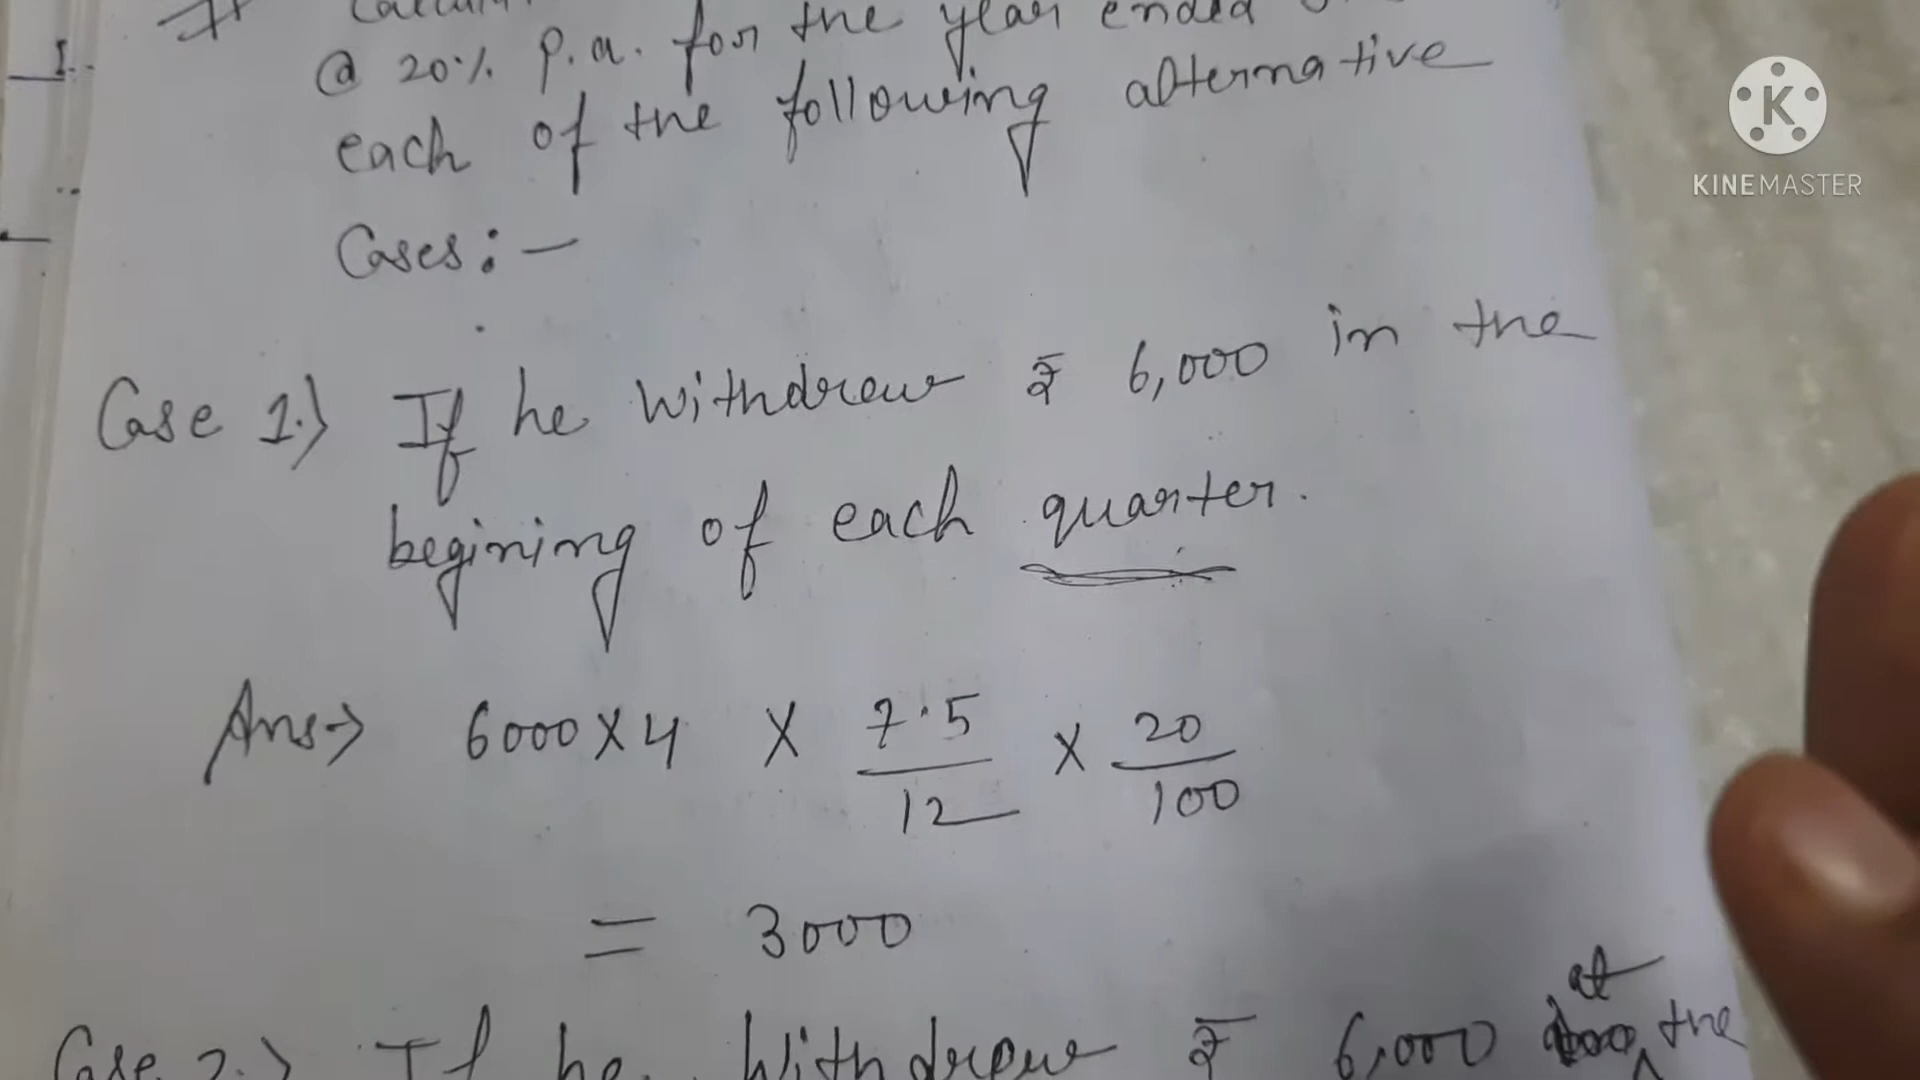 @ 20% P.a. for the year ended
each of the following alternative
Cases:-
Case 1.) If he withdrew ₹ 6,000 in the
begining of each quarter.
Ans→ 6000 X 4 X 7.5/12 X 20/100
= 3000
Case 2.) If he withdrew ₹ 6,000 at the
K
KINEMASTER